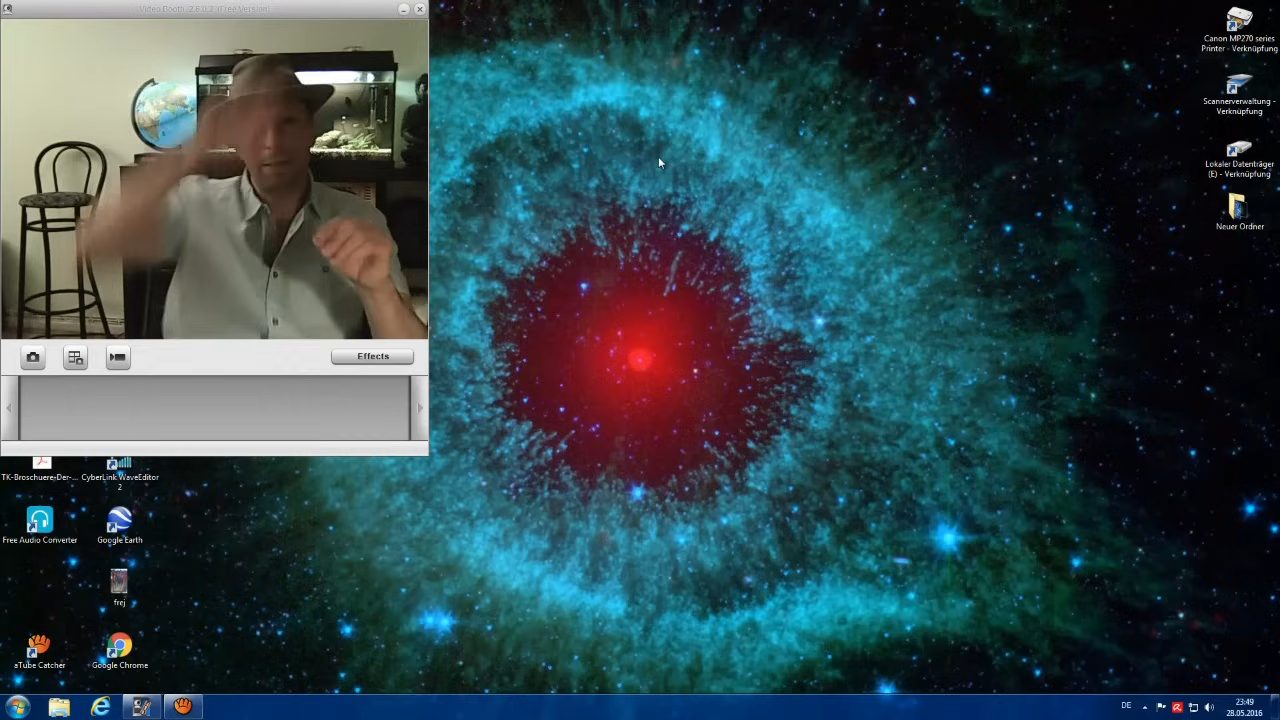 Video Booth 2.6.0.2 (Free Version)
Effects
Canon MP270 series
Printer - Verknüpfung
Scannerverwaltung -
Verknüpfung
Lokaler Datenträger
(E) - Verknüpfung
Neuer Ordner
TK-Broschuere-Der-...
CyberLink WaveEditor
2
Free Audio Converter
Google Earth
frej
aTube Catcher
Google Chrome
DE
23:49
28.05.2016